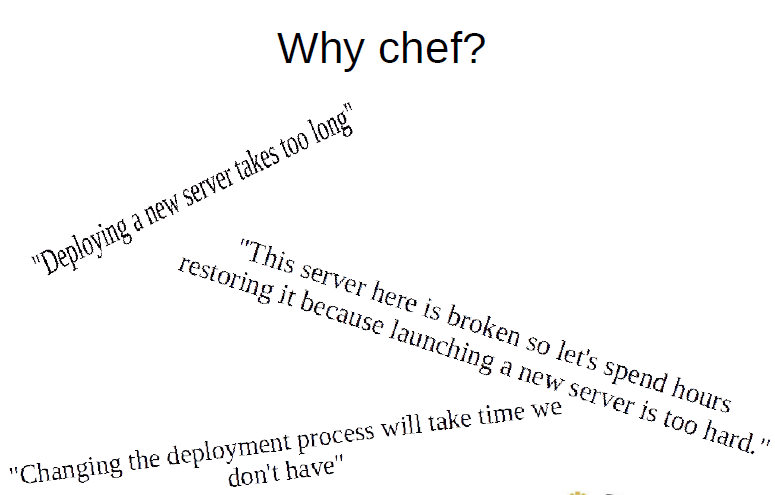 Why chef?
"Deploying a new server takes too long"
"This server here is broken so let's spend hours
restoring it because launching a new server is too hard."
"Changing the deployment process will take time we
don't have"